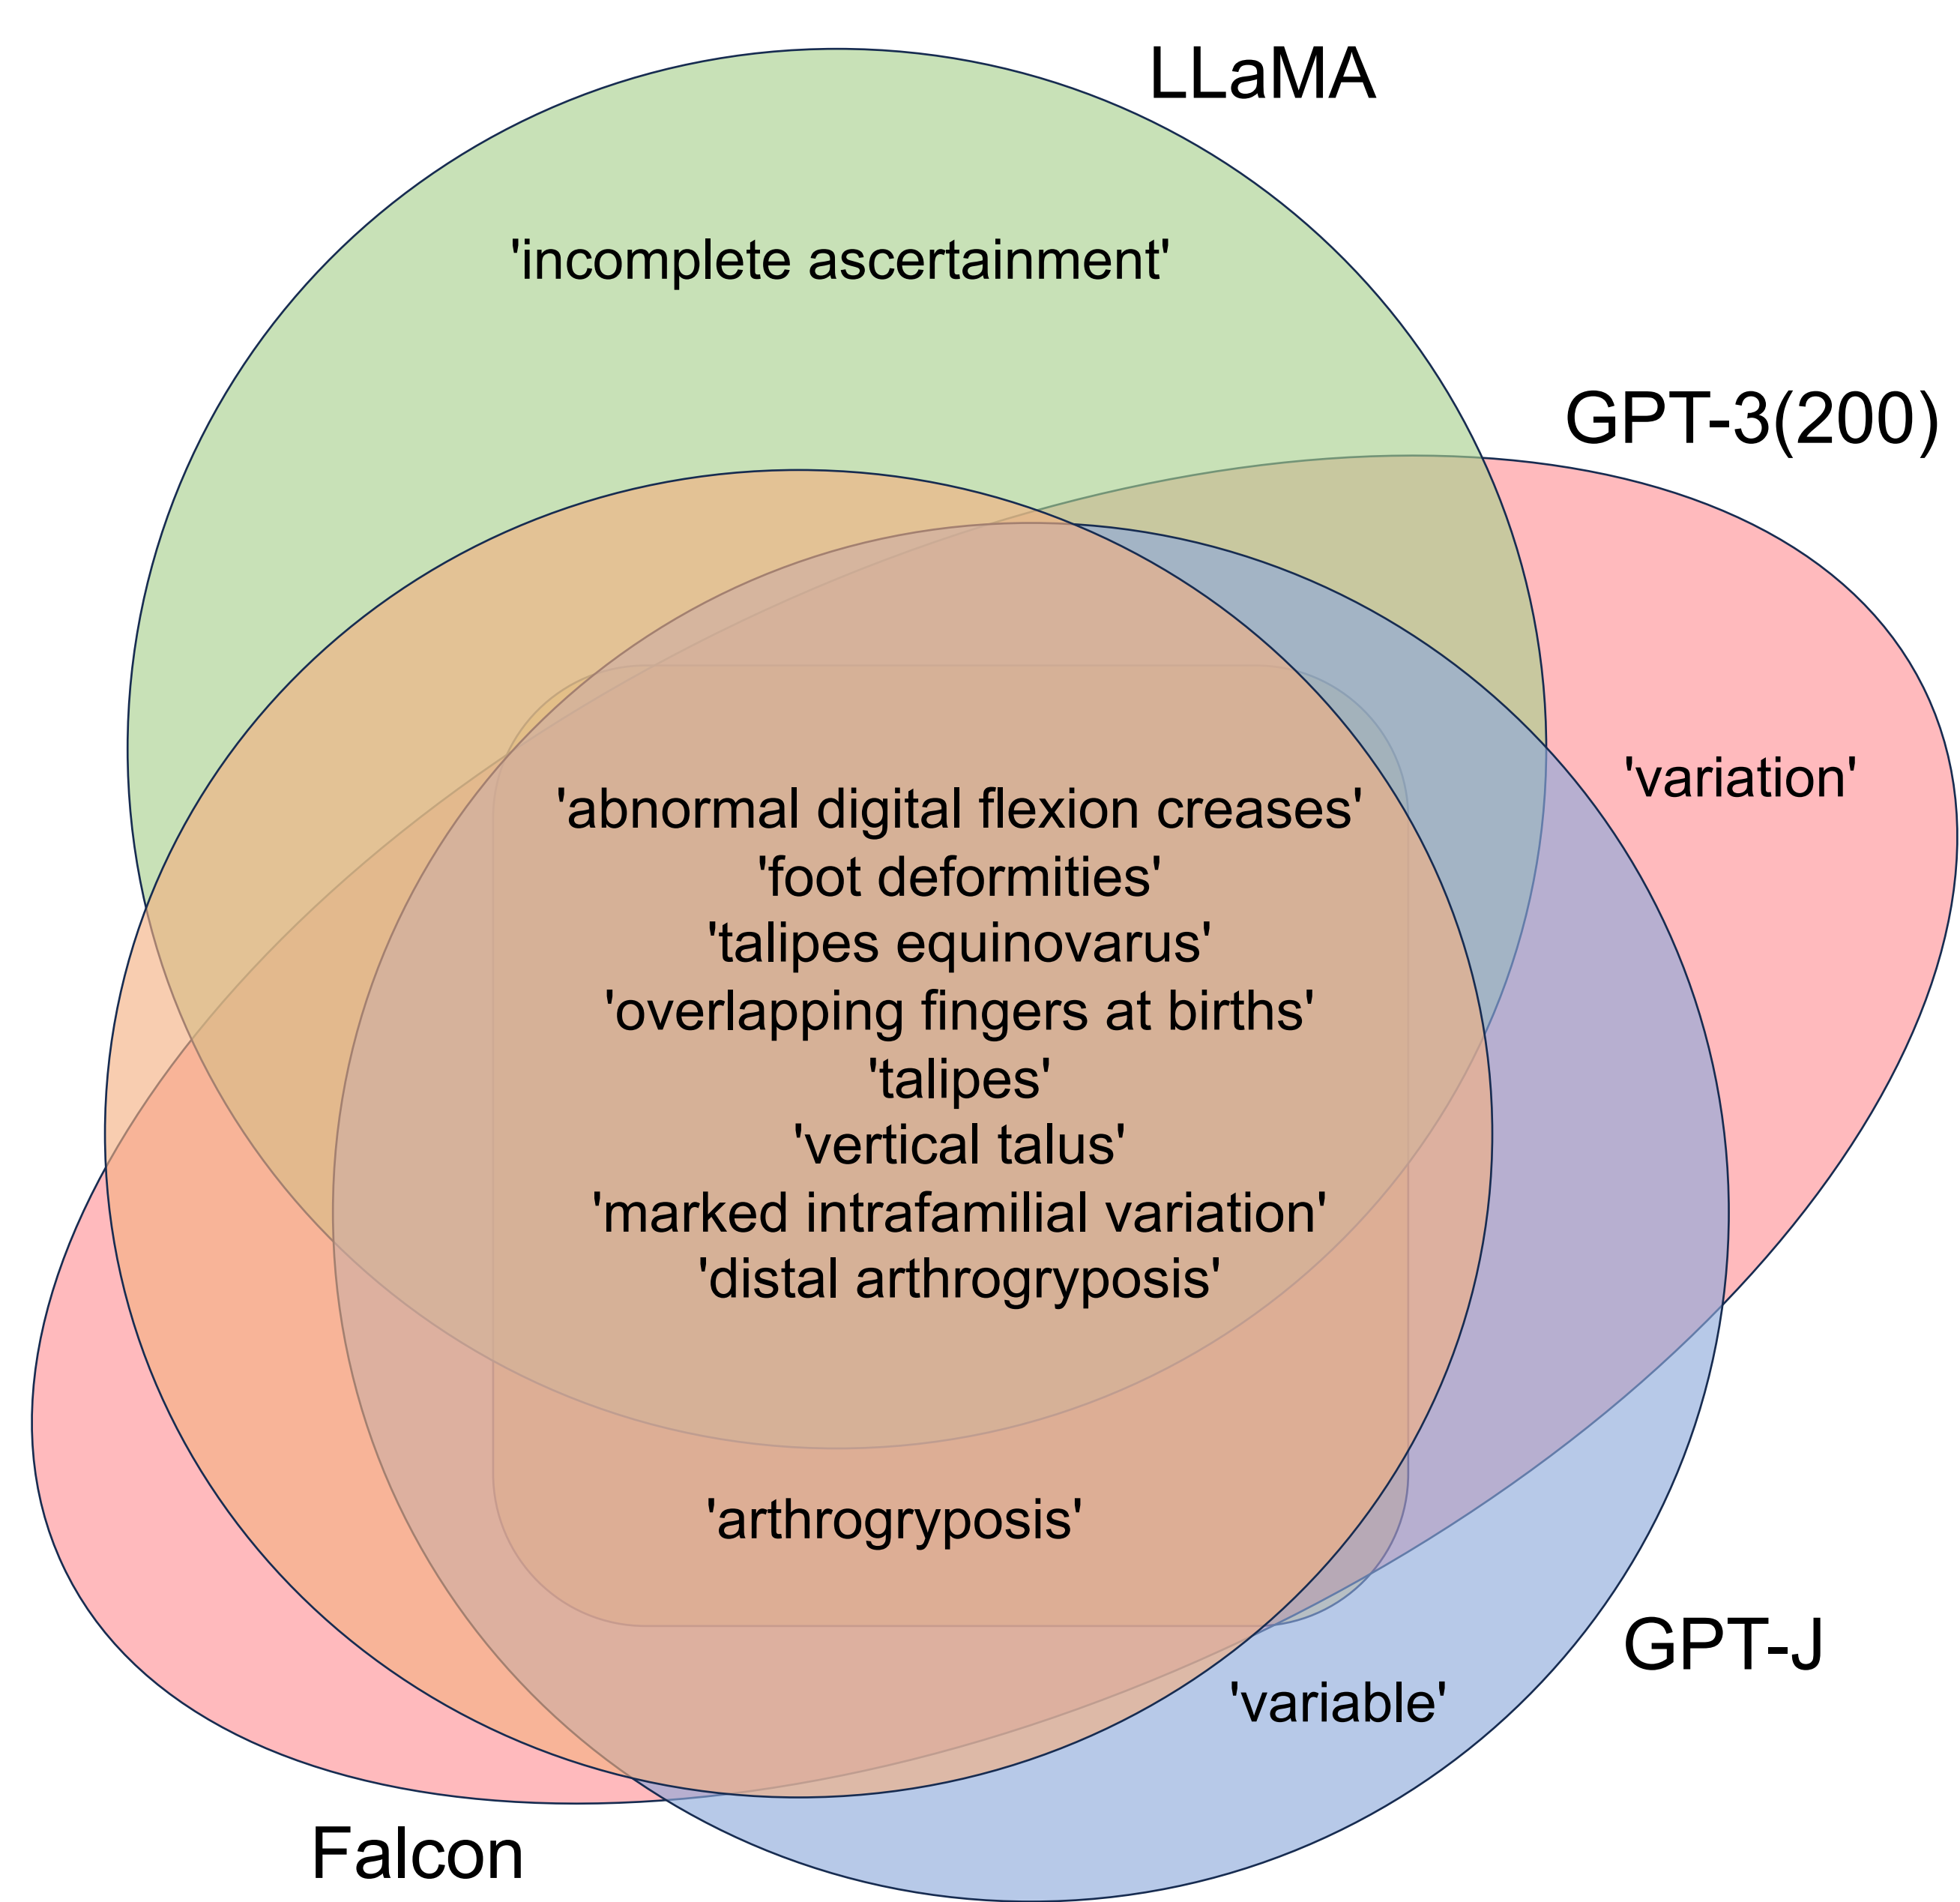 LLaMA
'incomplete ascertainment'
GPT-3(200)
'variation'
'abnormal digital flexion creases'
'foot deformities'
'talipes equinovarus'
'overlapping fingers at births'
'talipes'
'vertical talus'
'marked intrafamilial variation'
'distal arthrogryposis'
'arthrogryposis'
GPT-J
'variable'
Falcon